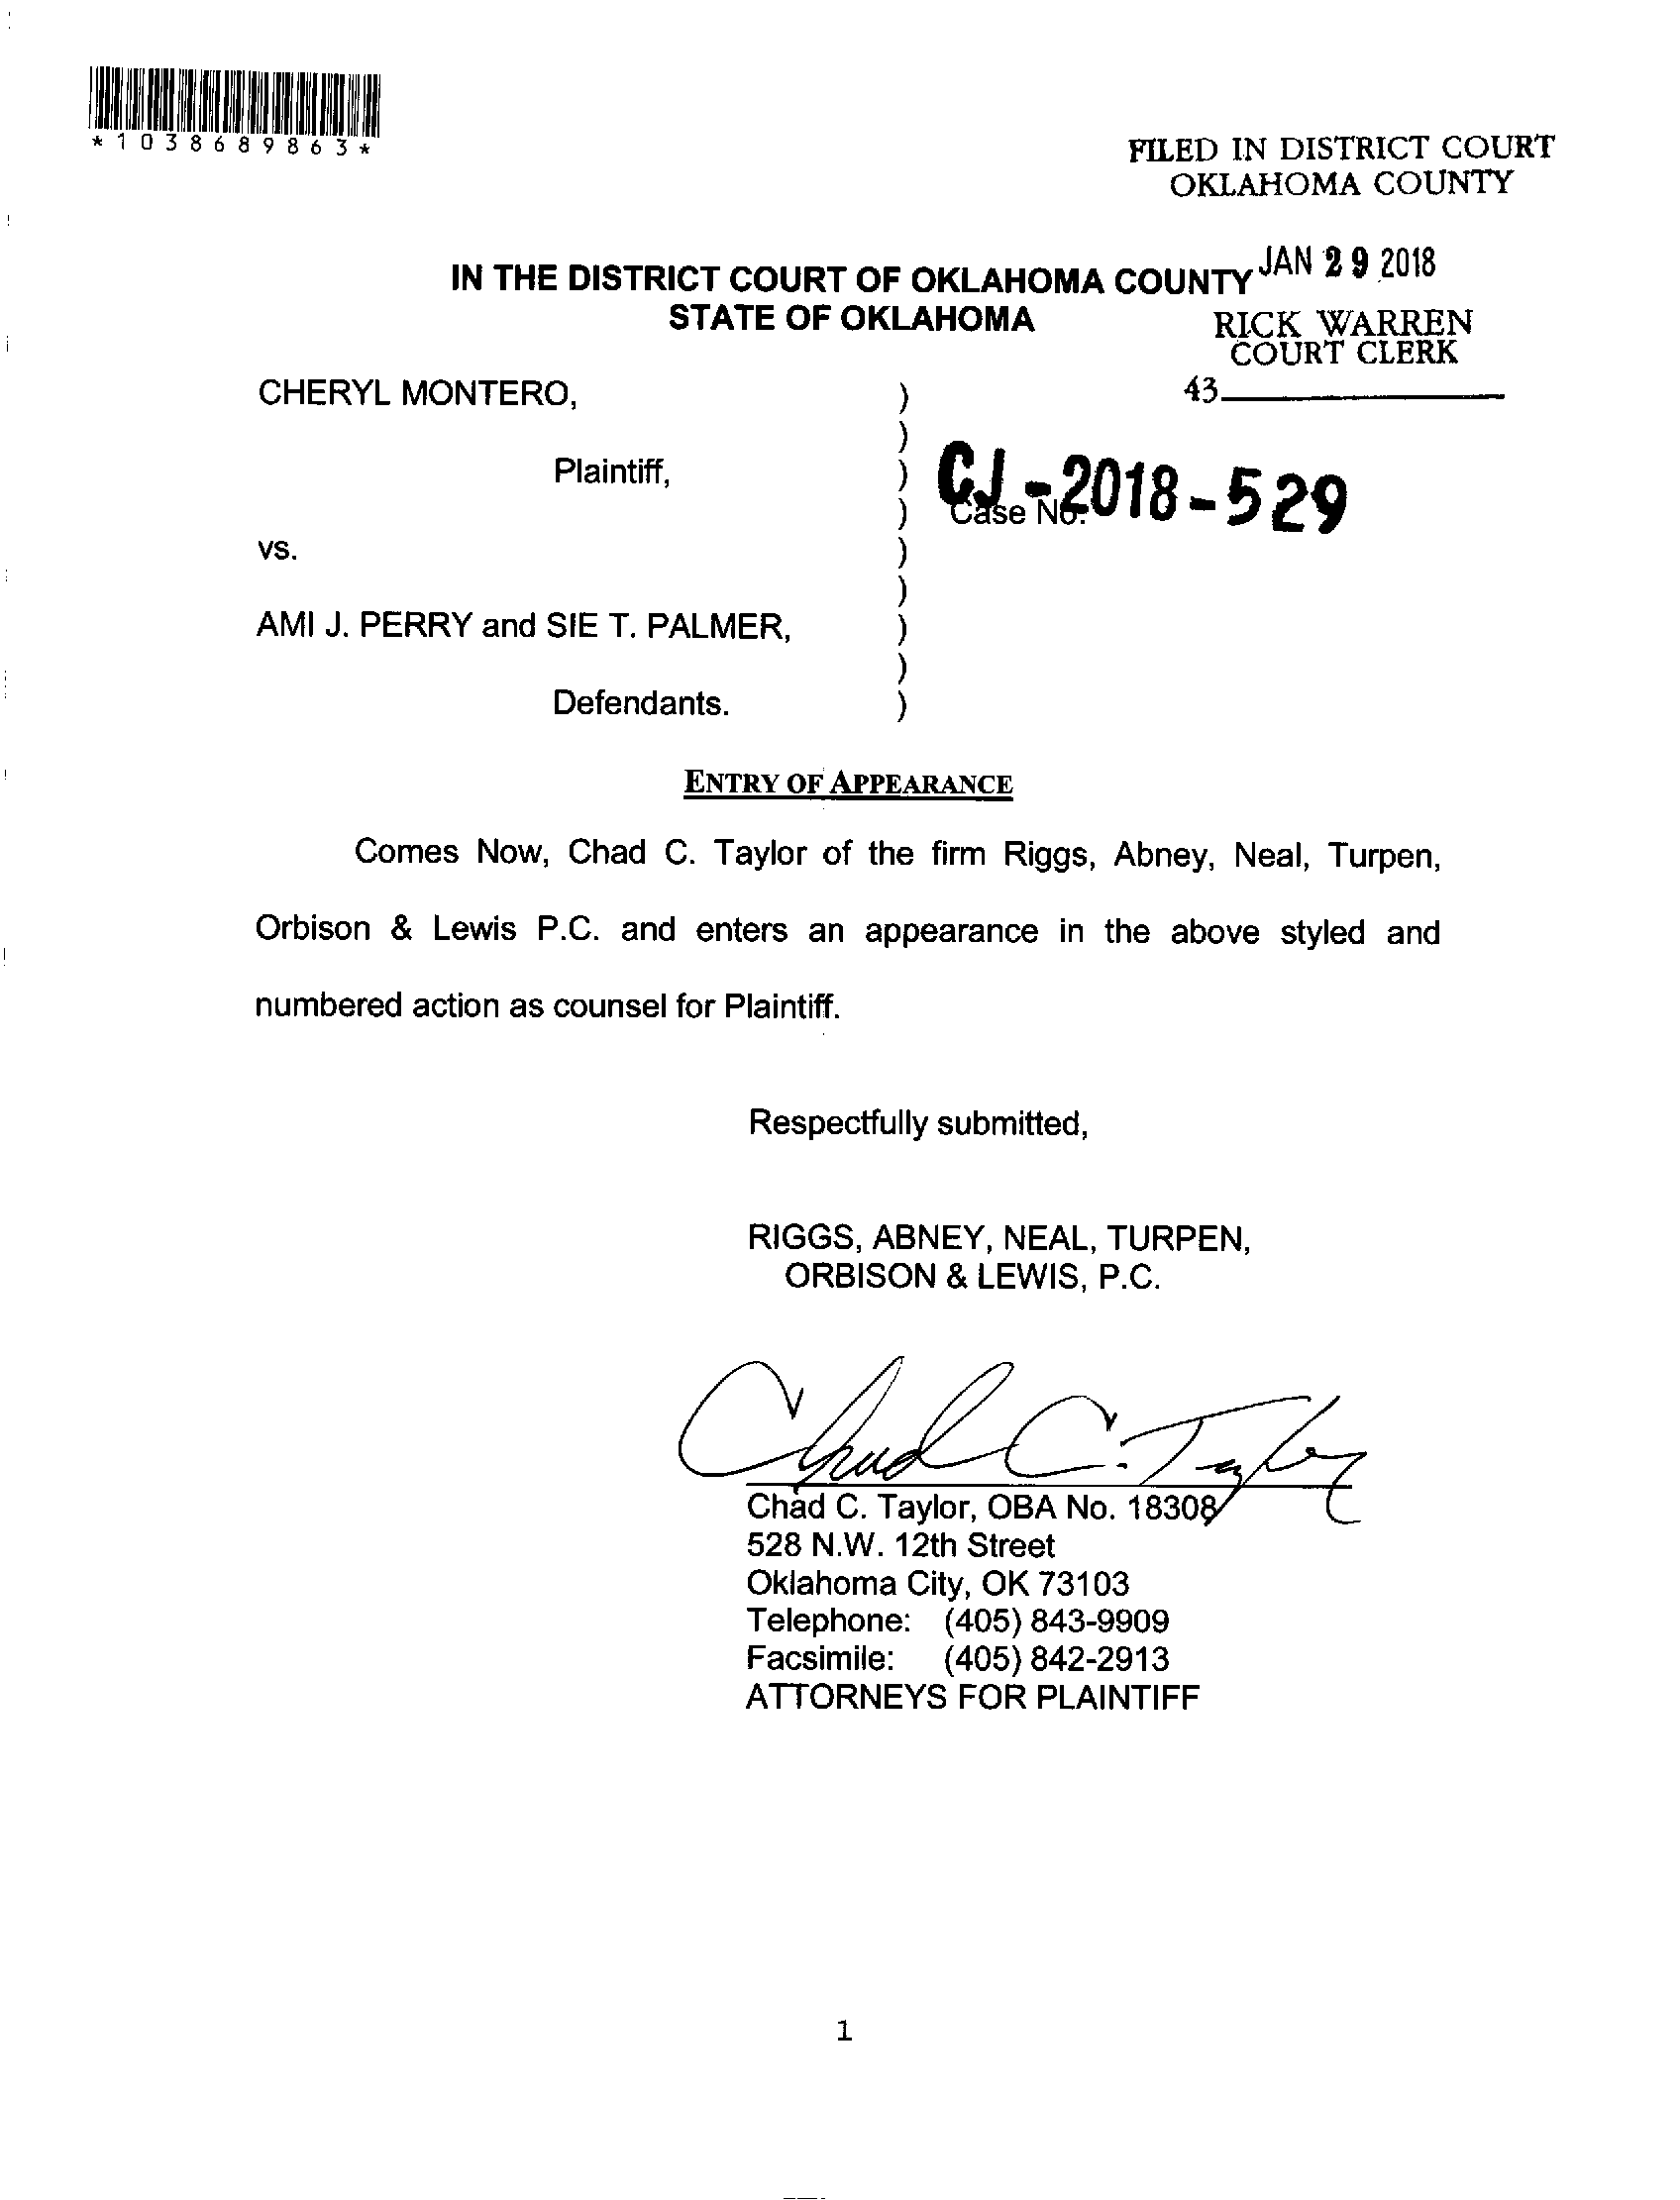 *1038689863*
FILED IN DISTRICT COURT
OKLAHOMA COUNTY
JAN 29 2018
IN THE DISTRICT COURT OF OKLAHOMA COUNTY
STATE OF OKLAHOMA
RICK WARREN
COURT CLERK
43
CHERYL MONTERO, )
)
Plaintiff, )
) Case No. CJ-2018-529
vs. )
)
AMI J. PERRY and SIE T. PALMER, )
)
Defendants. )
ENTRY OF APPEARANCE
Comes Now, Chad C. Taylor of the firm Riggs, Abney, Neal, Turpen,
Orbison & Lewis P.C. and enters an appearance in the above styled and
numbered action as counsel for Plaintiff.
Respectfully submitted,
RIGGS, ABNEY, NEAL, TURPEN,
ORBISON & LEWIS, P.C.
Chad C. Taylor
Chad C. Taylor, OBA No. 18308
528 N.W. 12th Street
Oklahoma City, OK 73103
Telephone: (405) 843-9909
Facsimile: (405) 842-2913
ATTORNEYS FOR PLAINTIFF
1